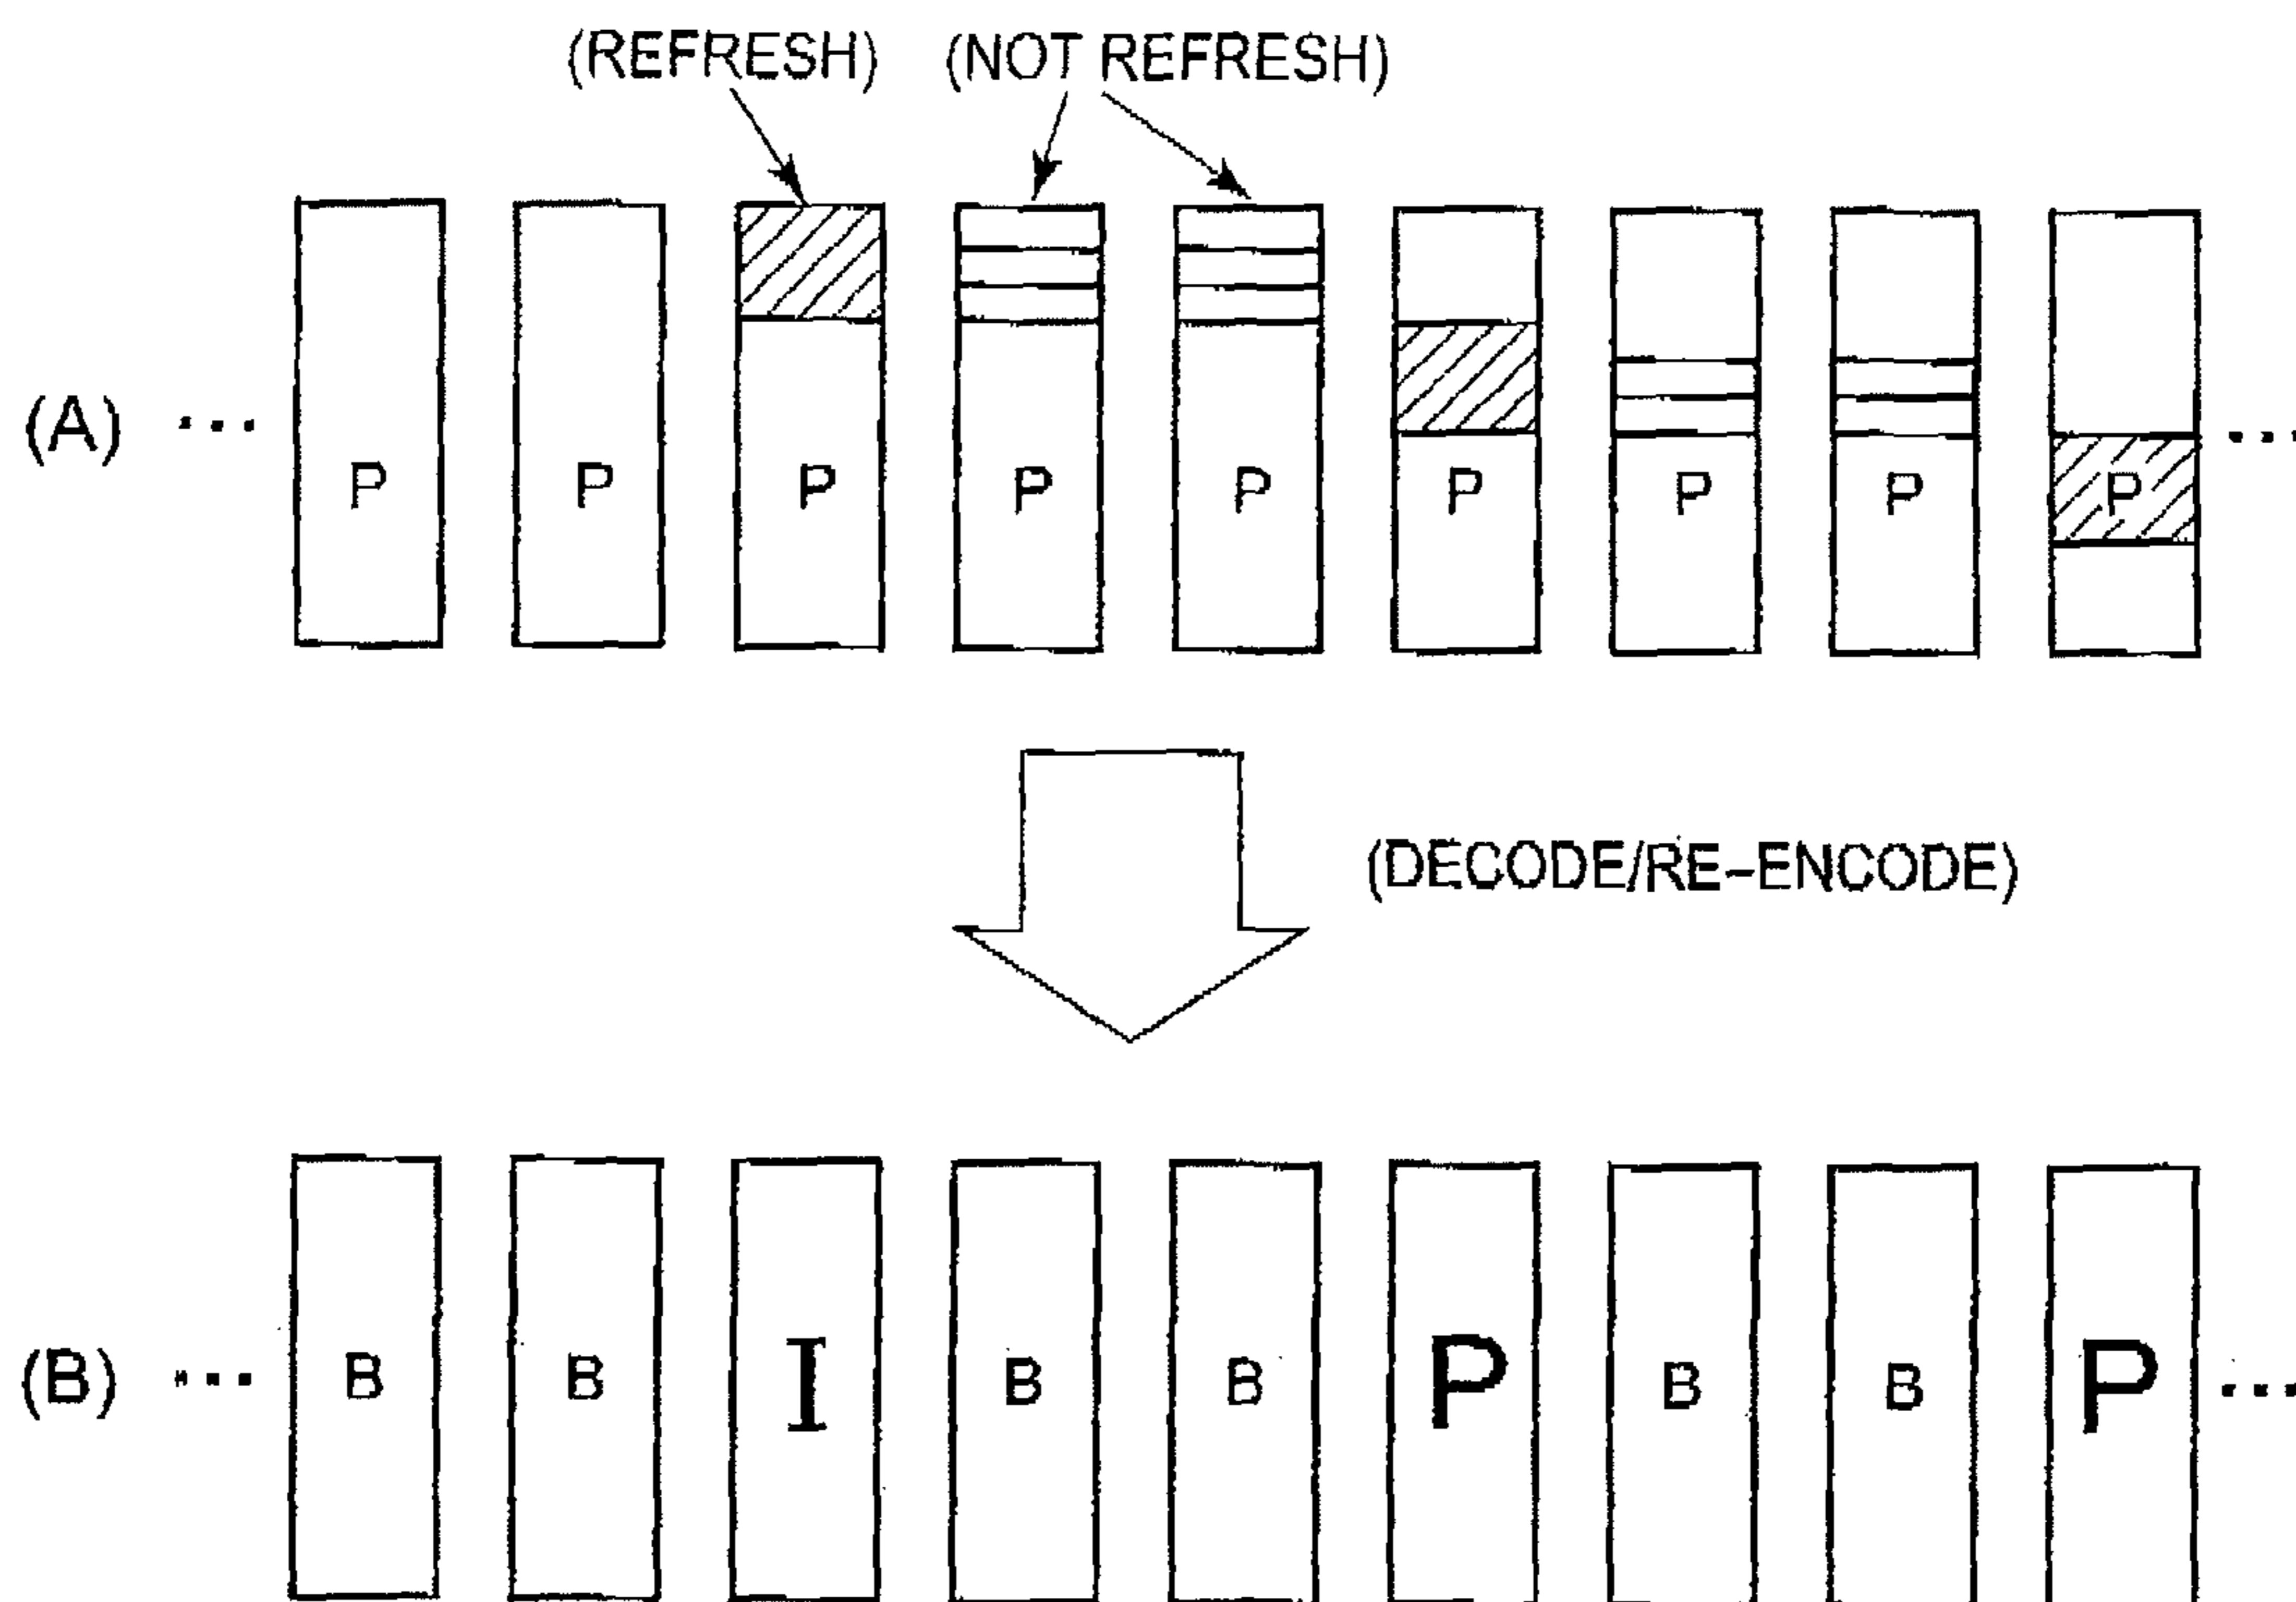 (REFRESH) (NOT REFRESH)
(A) ... P P P P P P P P P ...
(DECODE/RE-ENCODE)
(B) ... B B I B B P B B P ...